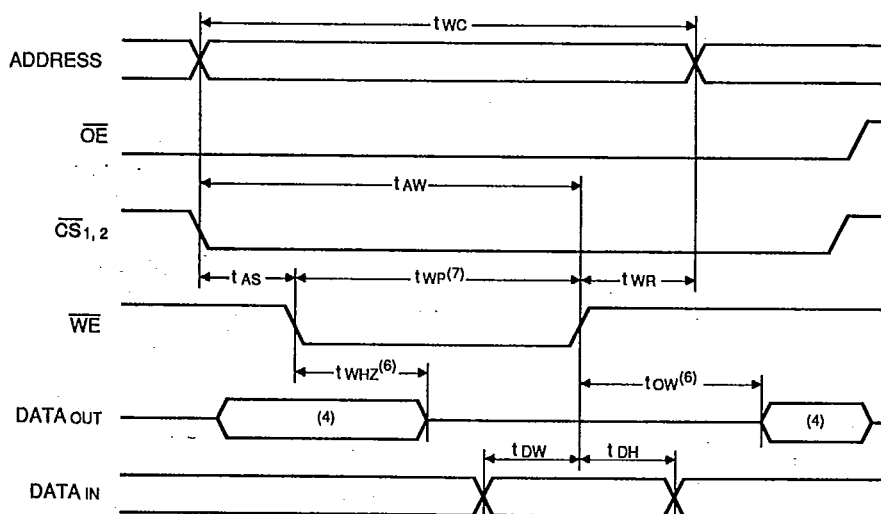 tWC
ADDRESS
OE
tAW
CS1, 2
tAS tWP(7) tWR
WE
tWHZ(6) tOW(6)
DATA OUT (4) (4)
tDW tDH
DATA IN